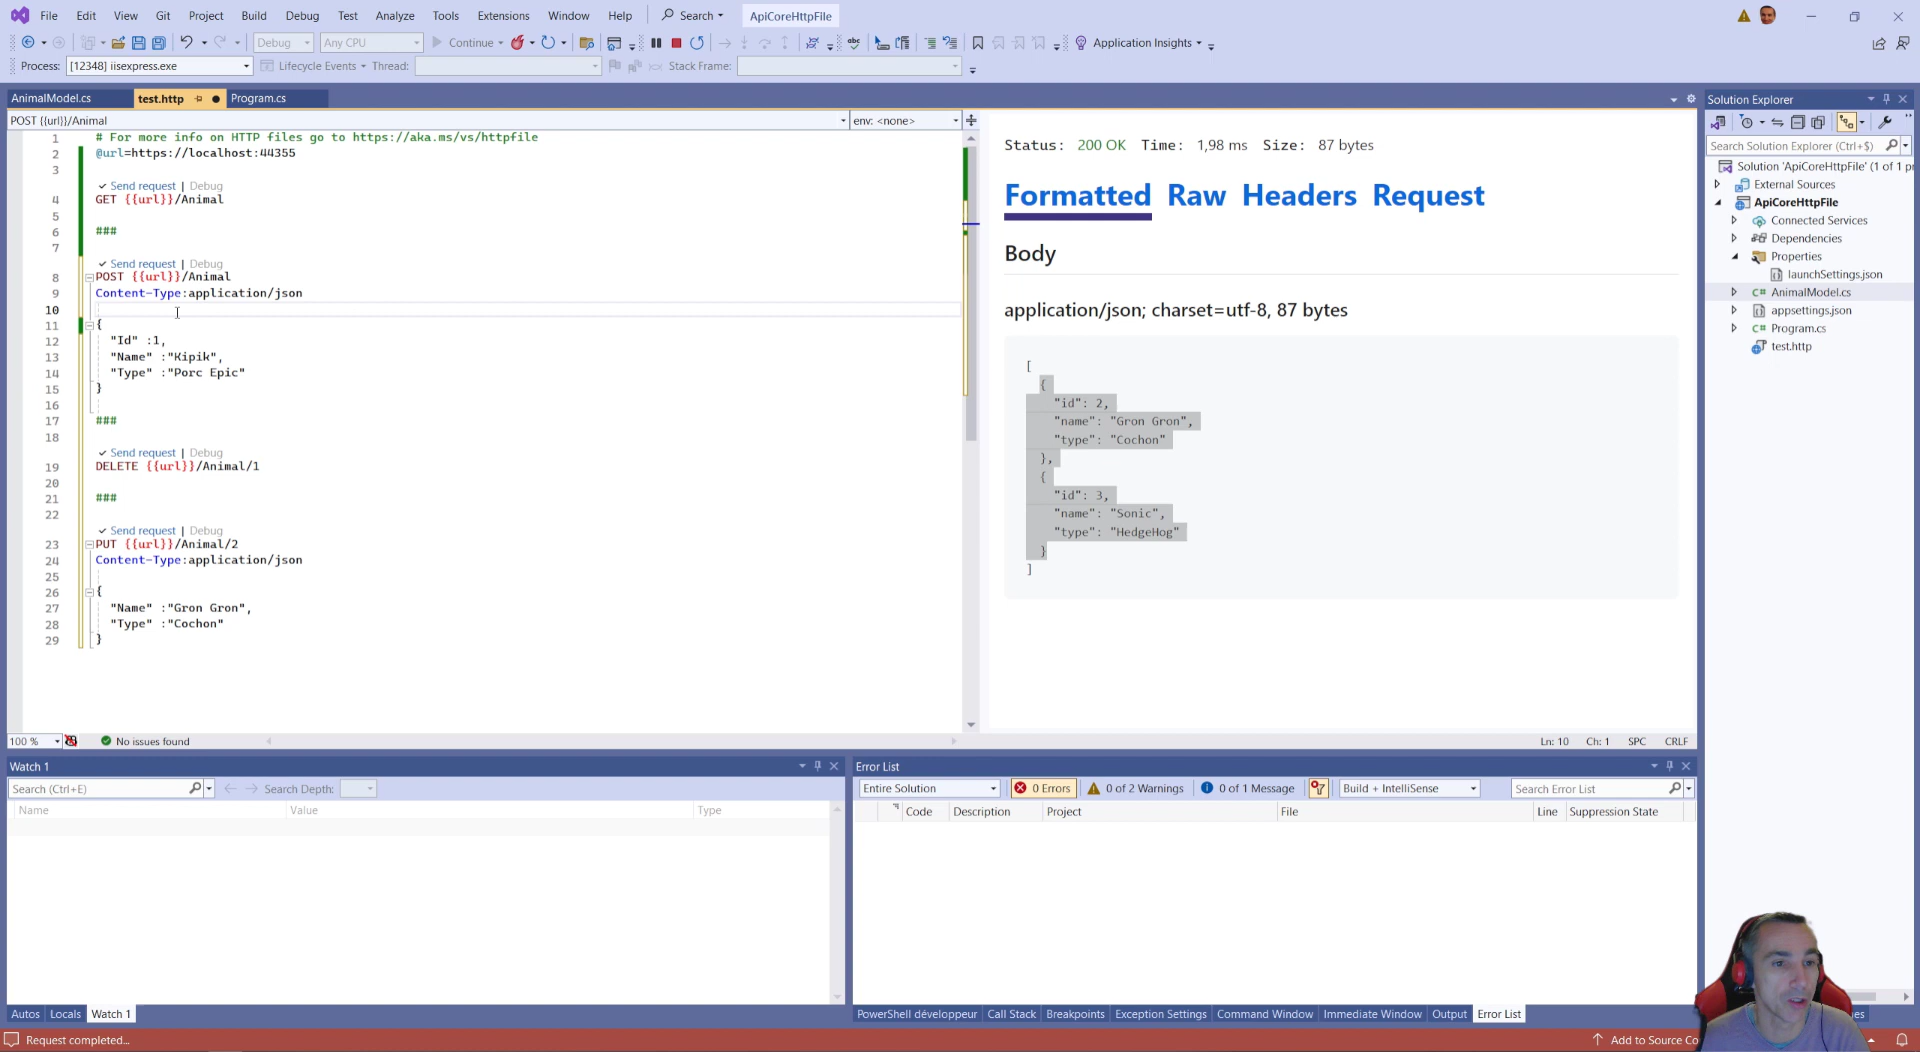 File Edit View Git Project Build Debug Test Analyze Tools Extensions Window Help Search ApiCoreHttpFile
Debug Any CPU Continue Application Insights
Process: [12348] iisexpress.exe Lifecycle Events Thread: Stack Frame:
AnimalModel.cs test.http Program.cs
POST {{url}}/Animal env: <none>
1 # For more info on HTTP files go to https://aka.ms/vs/httpfile
2 @url=https://localhost:44355
3
Send request | Debug
4 GET {{url}}/Animal
5
6 ###
7
Send request | Debug
8 POST {{url}}/Animal
9 Content-Type:application/json
10
11 {
12 "Id" :1,
13 "Name" :"Kipik",
14 "Type" :"Porc Epic"
15 }
16
17 ###
18
Send request | Debug
19 DELETE {{url}}/Animal/1
20
21 ###
22
Send request | Debug
23 PUT {{url}}/Animal/2
24 Content-Type:application/json
25
26 {
27 "Name" :"Gron Gron",
28 "Type" :"Cochon"
29 }
100 % No issues found Ln: 10 Ch: 1 SPC CRLF
Status: 200 OK Time: 1,98 ms Size: 87 bytes
Formatted Raw Headers Request
Body
application/json; charset=utf-8, 87 bytes
[
{
"id": 2,
"name": "Gron Gron",
"type": "Cochon"
},
{
"id": 3,
"name": "Sonic",
"type": "HedgeHog"
}
]
Solution Explorer
Search Solution Explorer (Ctrl+$)
Solution 'ApiCoreHttpFile' (1 of 1 pr
External Sources
ApiCoreHttpFile
Connected Services
Dependencies
Properties
launchSettings.json
C# AnimalModel.cs
appsettings.json
C# Program.cs
test.http
Watch 1
Search (Ctrl+E) Search Depth:
Name Value Type
Autos Locals Watch 1
Error List
Entire Solution 0 Errors 0 of 2 Warnings 0 of 1 Message Build + IntelliSense Search Error List
Code Description Project File Line Suppression State
PowerShell développeur Call Stack Breakpoints Exception Settings Command Window Immediate Window Output Error List
Request completed... Add to Source Co